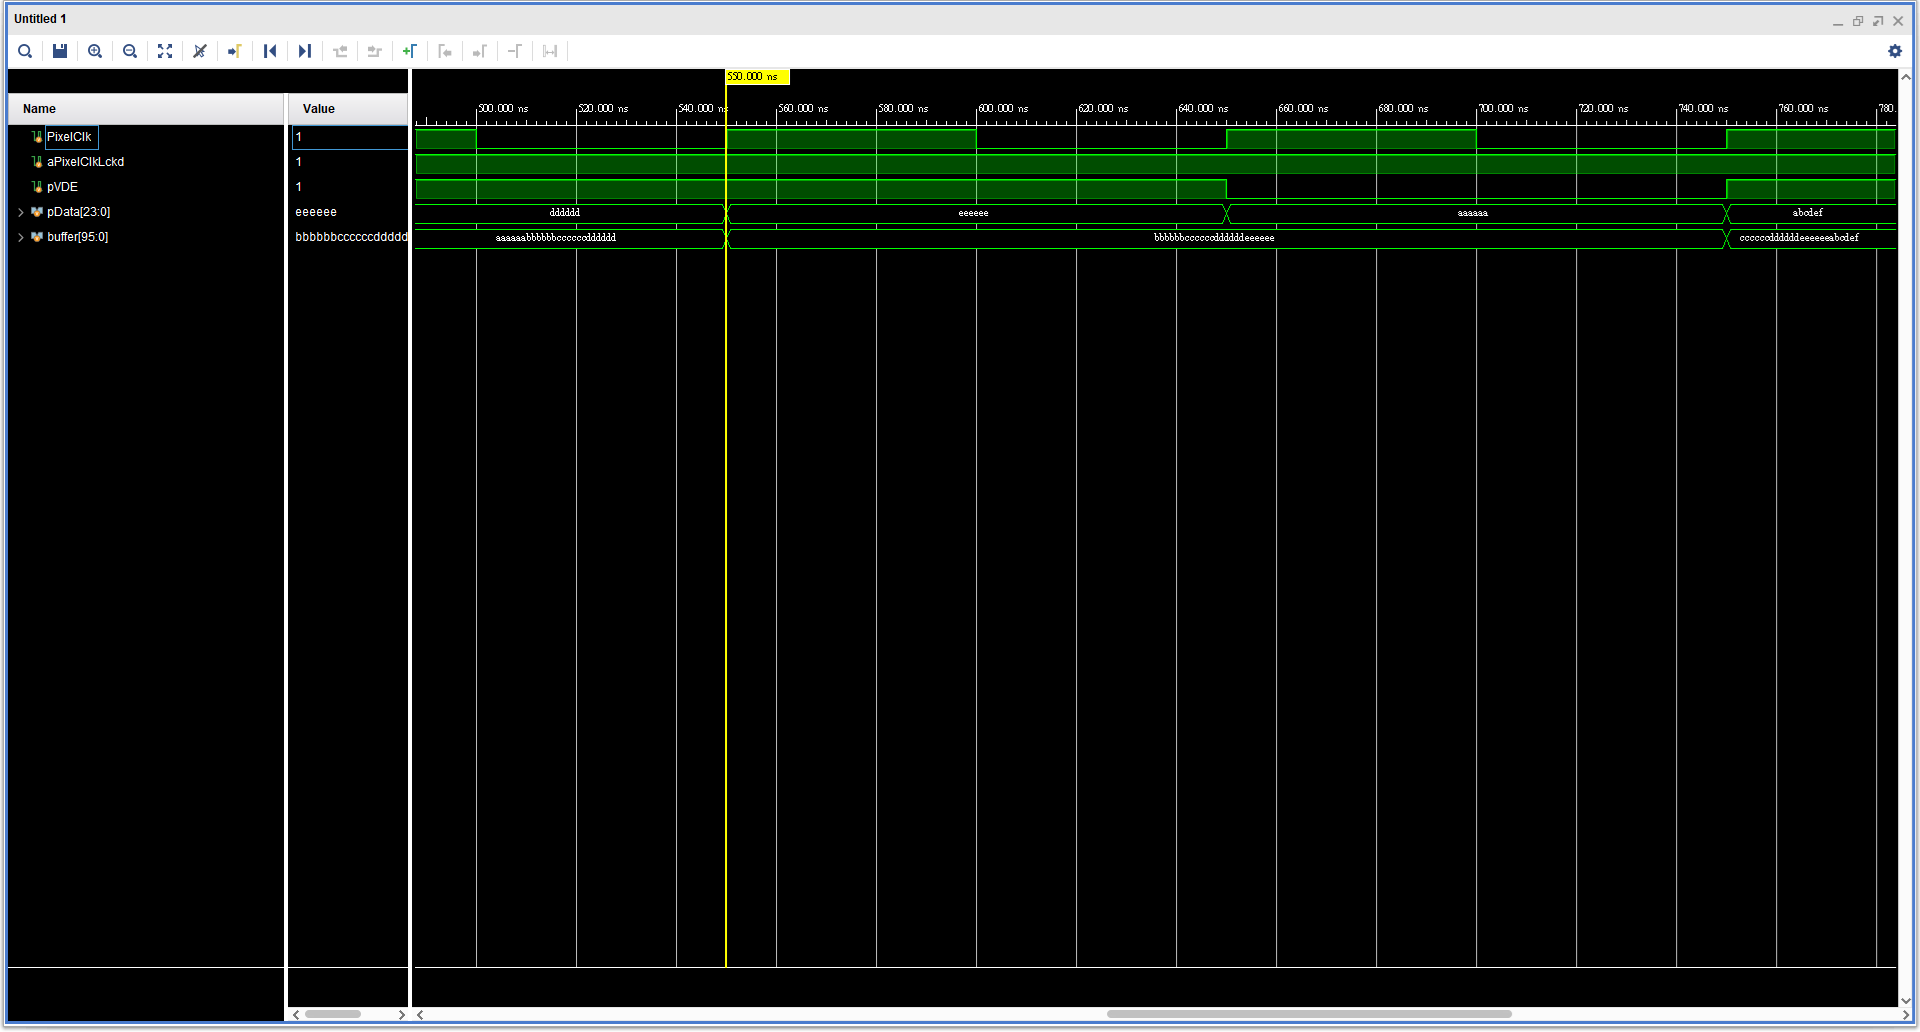 Untitled 1
550.000 ns
Name
Value
500.000 ns 520.000 ns 540.000 ns 560.000 ns 580.000 ns 600.000 ns 620.000 ns 640.000 ns 660.000 ns 680.000 ns 700.000 ns 720.000 ns 740.000 ns 760.000 ns 780.
PixelClk 1
aPixelClkLckd 1
pVDE 1
pData[23:0] eeeeee dddddd eeeeee aaaaaa abcdef
buffer[95:0] bbbbbbccccccddddd aaaaaabbbbbbccccccdddddd bbbbbbccccccddddddeeeeee ccccccddddddeeeeeeabcdef